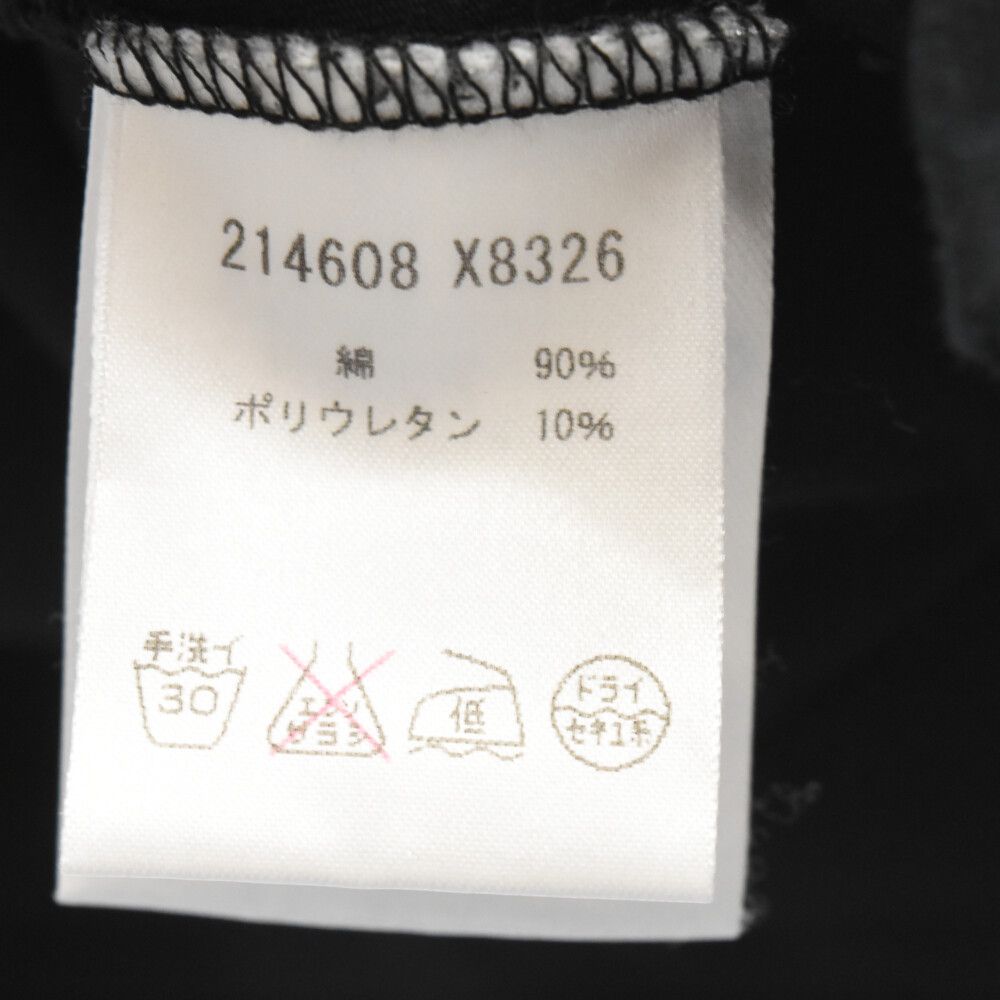 214608 X8326
綿 90%
ポリウレタン 10%
手洗イ
30
エンソ
サラシ
低
ドライ
セキユ系